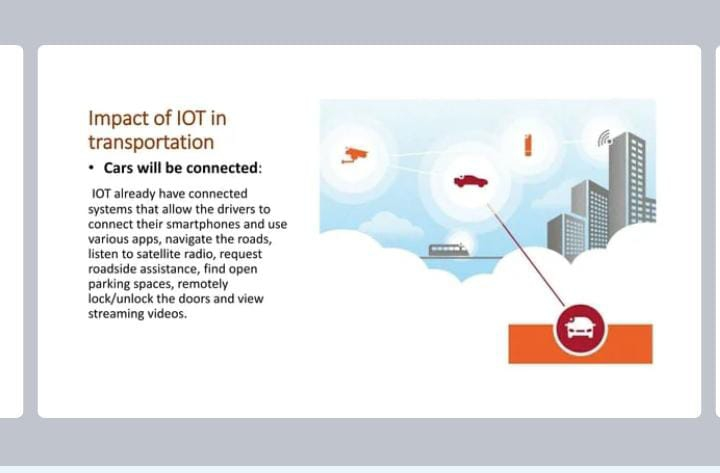 Impact of IOT in
transportation
• Cars will be connected:
IOT already have connected
systems that allow the drivers to
connect their smartphones and use
various apps, navigate the roads,
listen to satellite radio, request
roadside assistance, find open
parking spaces, remotely
lock/unlock the doors and view
streaming videos.